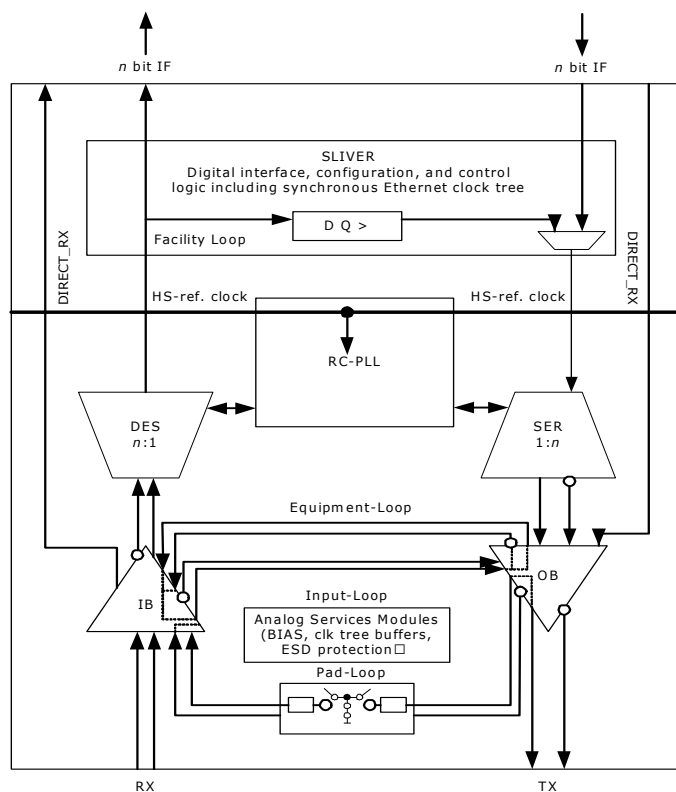 n bit IF
n bit IF
SLIVER
Digital interface, configuration, and control
logic including synchronous Ethernet clock tree
D Q >
Facility Loop
DIRECT_RX
DIRECT_RX
HS-ref. clock
HS-ref. clock
RC-PLL
DES
n:1
SER
1:n
Equipment-Loop
IB
OB
Input-Loop
Analog Services Modules
(BIAS, clk tree buffers,
ESD protection□
Pad-Loop
RX
TX